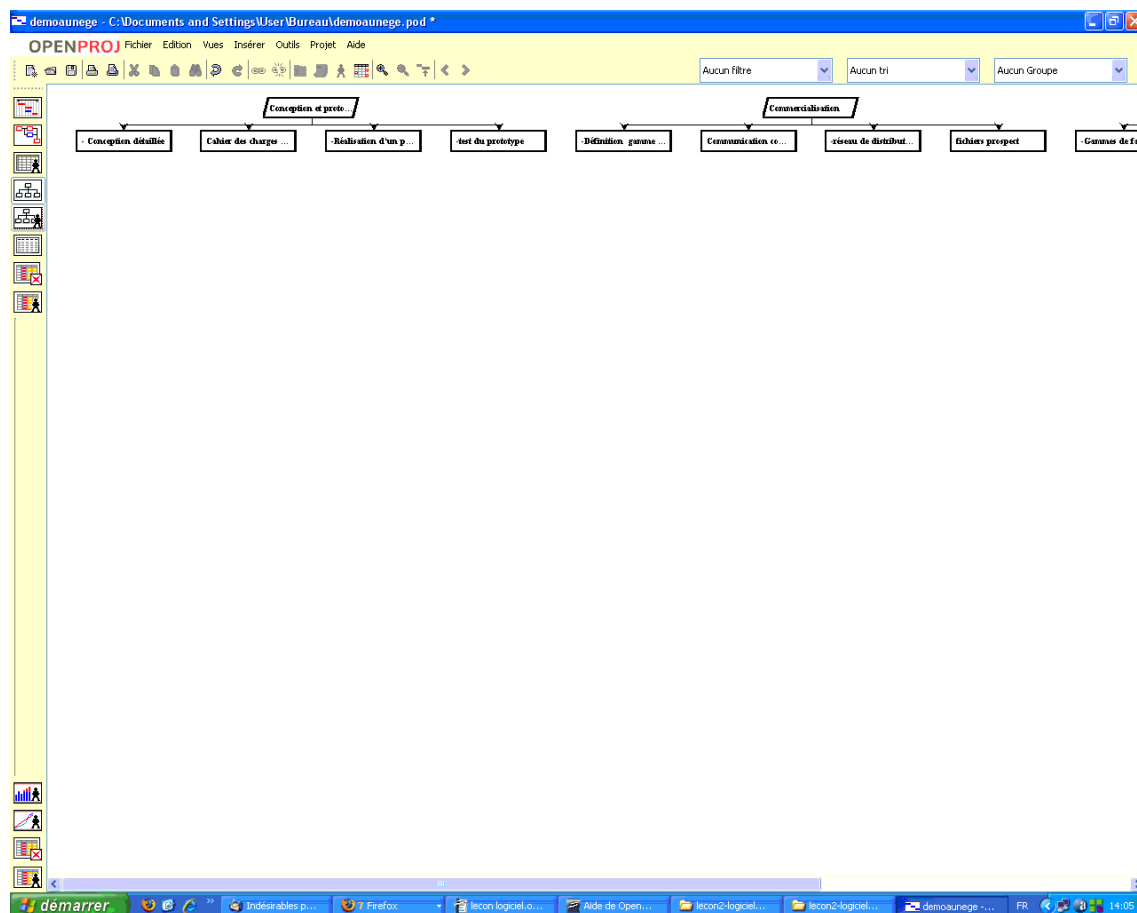 demoaunege - C:\Documents and Settings\User\Bureau\demoaunege.pod *
OPENPROJ Fichier Edition Vues Insérer Outils Projet Aide
Aucun filtre Aucun tri Aucun Groupe
Conception et proto... Commercialisation
- Conception détaillée Cahier des charges ... -Réalisation d'un p... -test du prototype -Définition gamme ... Communication co... -réseau de distribut... fichiers prospect -Gammes de fa
démarrer Indésirables p... 7 Firefox lecon logiciel.o... Aide de Open... lecon2-logiciel... lecon2-logiciel... demoaunege -... FR 14:05